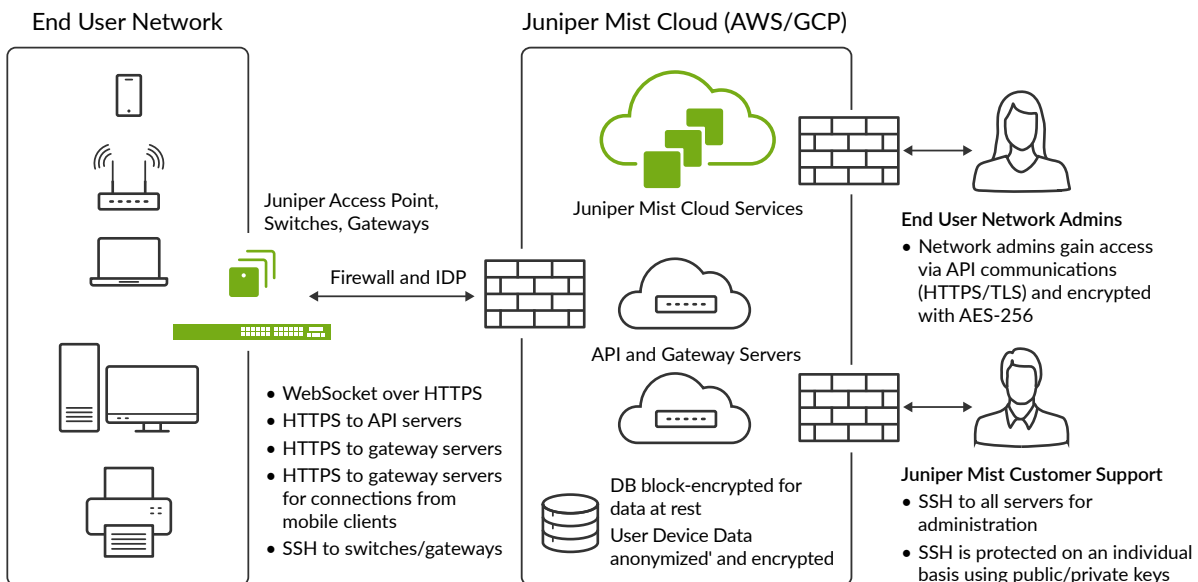 End User Network
Juniper Mist Cloud (AWS/GCP)
Juniper Access Point,
Switches, Gateways
Firewall and IDP
• WebSocket over HTTPS
• HTTPS to API servers
• HTTPS to gateway servers
• HTTPS to gateway servers
for connections from
mobile clients
• SSH to switches/gateways
Juniper Mist Cloud Services
API and Gateway Servers
DB block-encrypted for
data at rest
User Device Data
anonymized' and encrypted
End User Network Admins
• Network admins gain access
via API communications
(HTTPS/TLS) and encrypted
with AES-256
Juniper Mist Customer Support
• SSH to all servers for
administration
• SSH is protected on an individual
basis using public/private keys